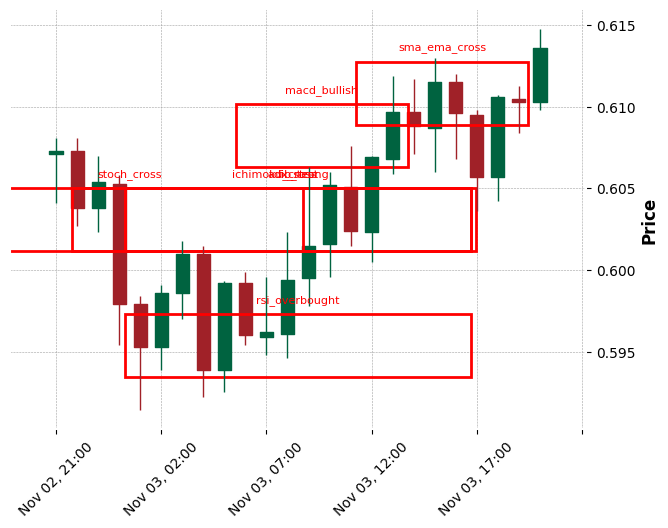 sma_ema_cross
macd_bullish
stoch_cross
rsi_overbought
0.615
0.610
0.605
0.600
0.595
Price
Nov 02, 21:00
Nov 03, 02:00
Nov 03, 07:00
Nov 03, 12:00
Nov 03, 17:00